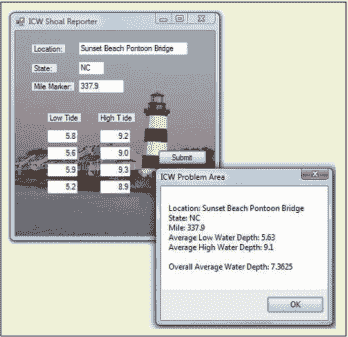 ICW Shoal Reporter
Location: Sunset Beach Pontoon Bridge
State: NC
Mile Marker: 337.9
Low Tide High Tide
5.8 9.2
5.6 9.0
5.9 9.3
5.2 8.9
Submit
ICW Problem Area
Location: Sunset Beach Pontoon Bridge
State: NC
Mile: 337.9
Average Low Water Depth: 5.63
Average High Water Depth: 9.1
Overall Average Water Depth: 7.3625
OK